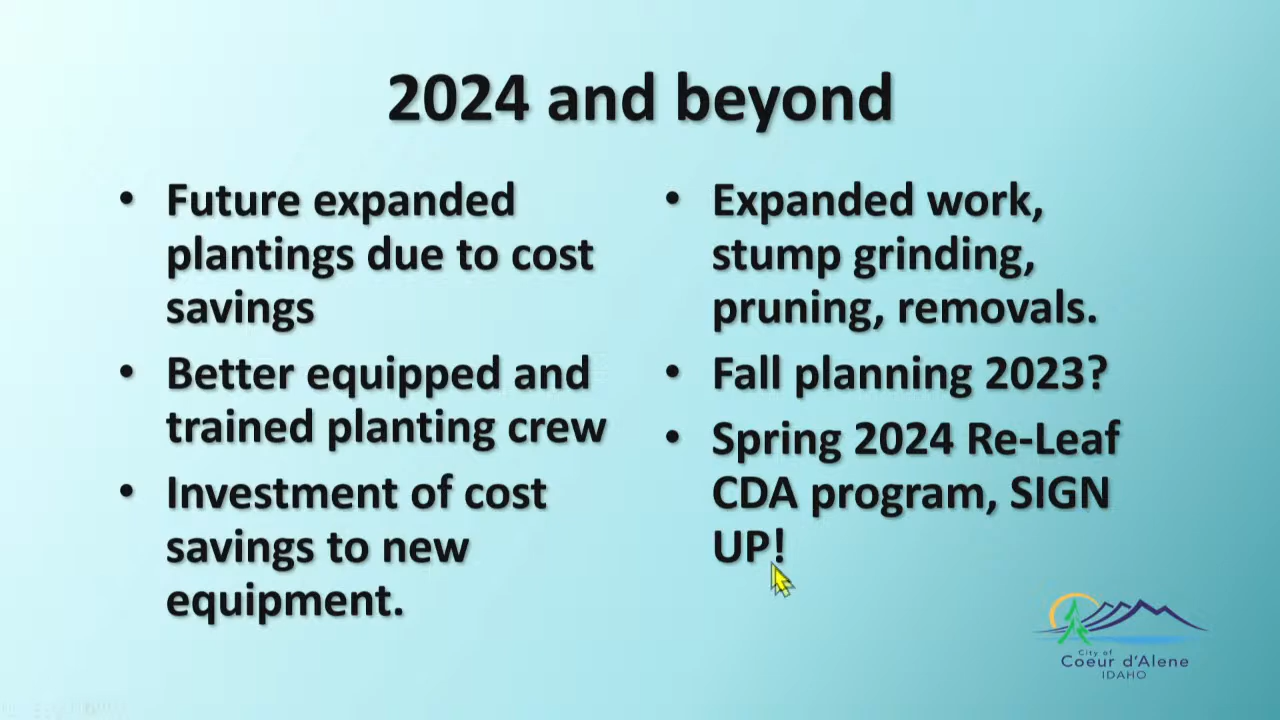 2024 and beyond
• Future expanded
plantings due to cost
savings
• Better equipped and
trained planting crew
• Investment of cost
savings to new
equipment.
• Expanded work,
stump grinding,
pruning, removals.
• Fall planning 2023?
• Spring 2024 Re-Leaf
CDA program, SIGN
UP!
City of
Coeur d'Alene
IDAHO